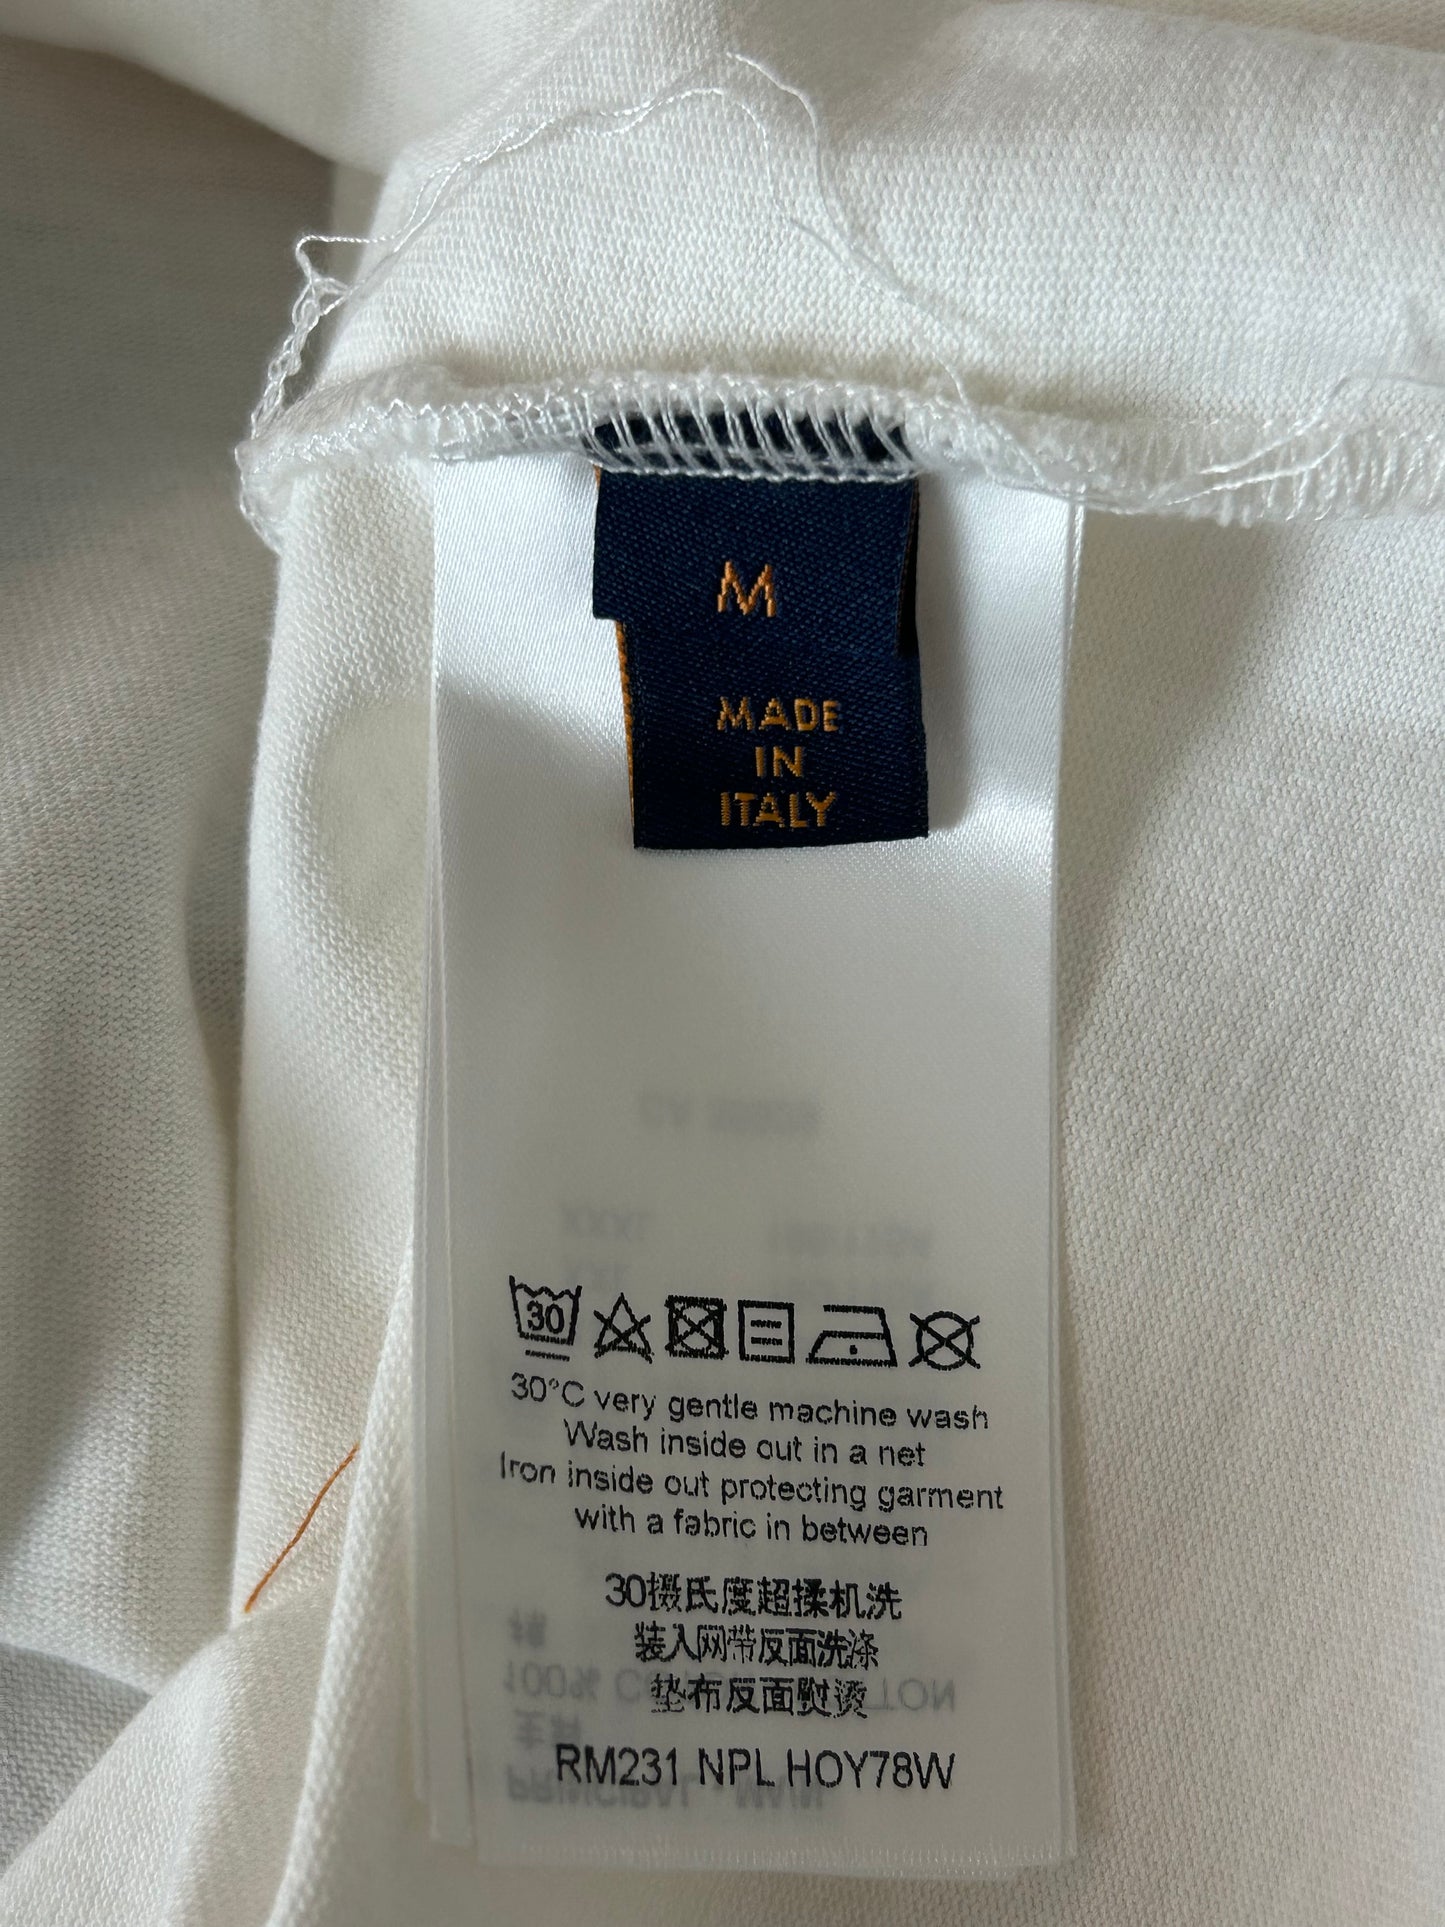 M
MADE
IN
ITALY
30
30°C very gentle machine wash
Wash inside out in a net
Iron inside out protecting garment
with a fabric in between
30摄氏度超揉机洗
装入网带反面洗涤
垫布反面熨烫
RM231 NPL HOY78W